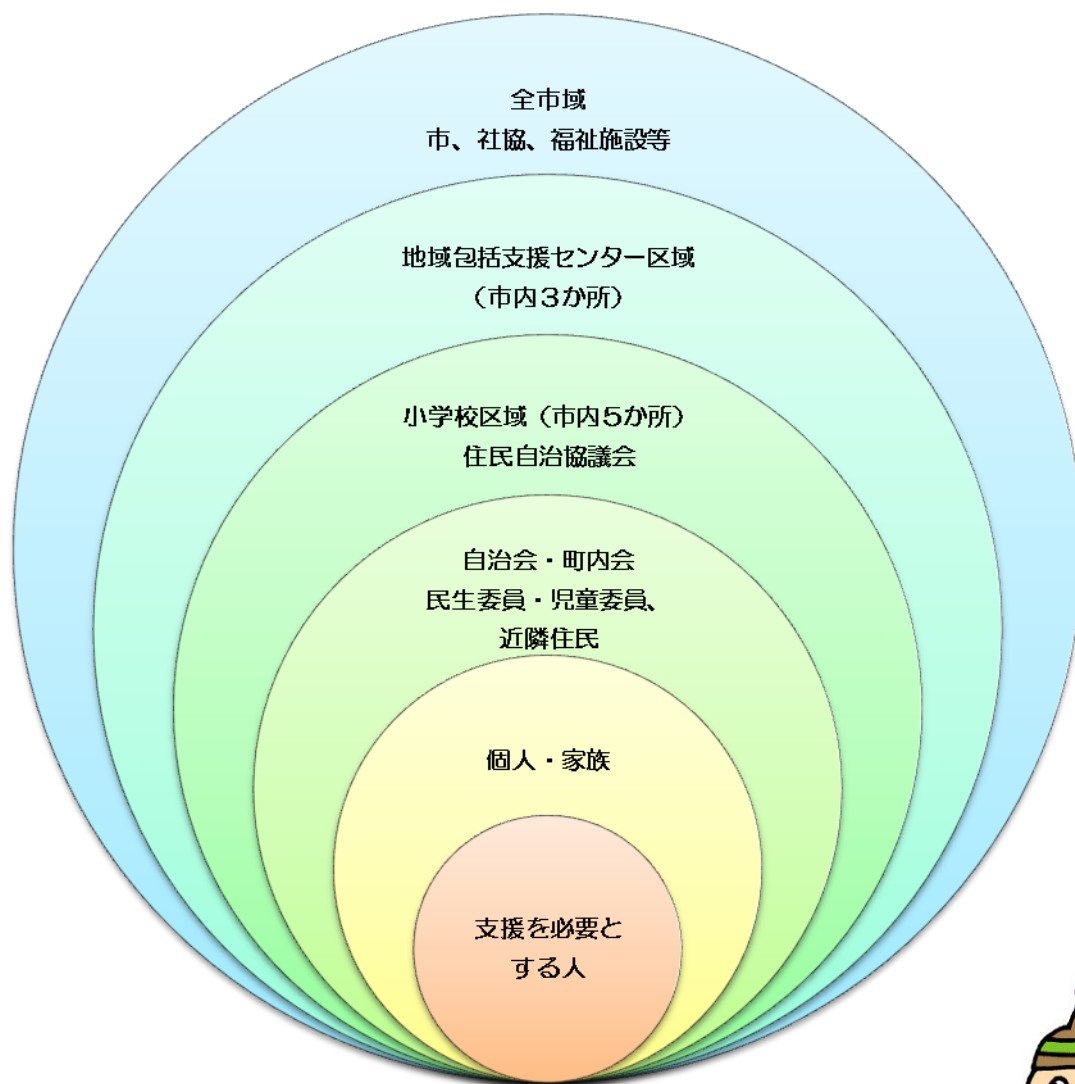 全市域
市、社協、福祉施設等
地域包括支援センター区域
（市内３か所）
小学校区域（市内５か所）
住民自治協議会
自治会・町内会
民生委員・児童委員、
近隣住民
個人・家族
支援を必要と
する人